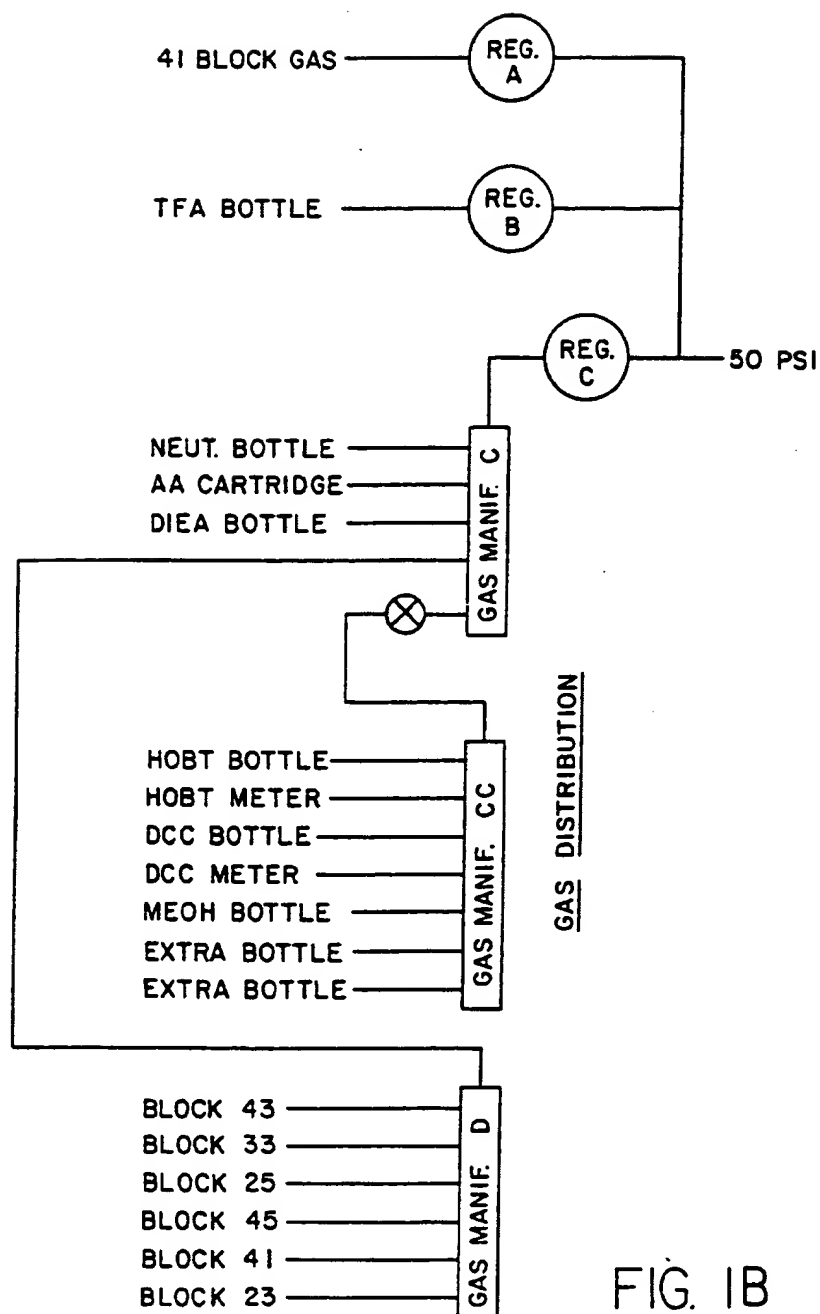 41 BLOCK GAS
REG.
A
TFA BOTTLE
REG.
B
REG.
C
50 PSI
NEUT. BOTTLE
AA CARTRIDGE
DIEA BOTTLE
GAS MANIF. C
HOBT BOTTLE
HOBT METER
DCC BOTTLE
DCC METER
MEOH BOTTLE
EXTRA BOTTLE
EXTRA BOTTLE
GAS MANIF. CC
GAS DISTRIBUTION
BLOCK 43
BLOCK 33
BLOCK 25
BLOCK 45
BLOCK 41
BLOCK 23
GAS MANIF. D
FIG. 1B